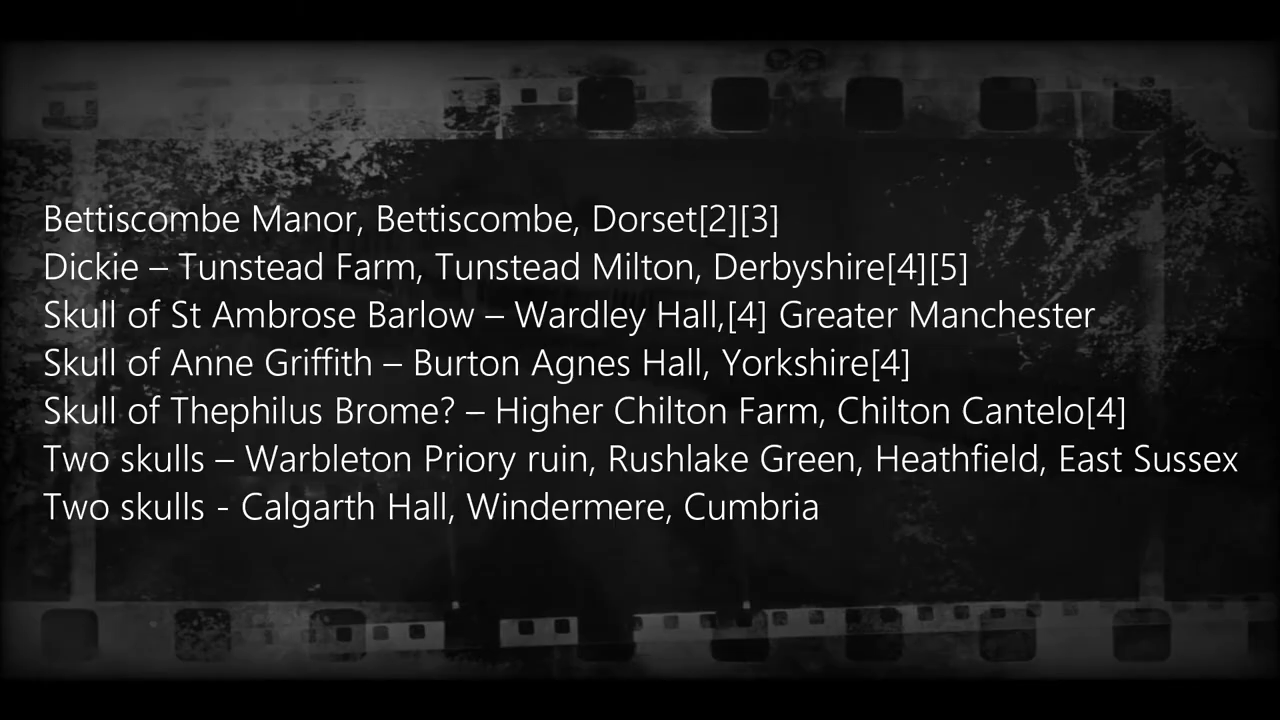 Bettiscombe Manor, Bettiscombe, Dorset[2][3]
Dickie – Tunstead Farm, Tunstead Milton, Derbyshire[4][5]
Skull of St Ambrose Barlow – Wardley Hall,[4] Greater Manchester
Skull of Anne Griffith – Burton Agnes Hall, Yorkshire[4]
Skull of Thephilus Brome? – Higher Chilton Farm, Chilton Cantelo[4]
Two skulls – Warbleton Priory ruin, Rushlake Green, Heathfield, East Sussex
Two skulls - Calgarth Hall, Windermere, Cumbria